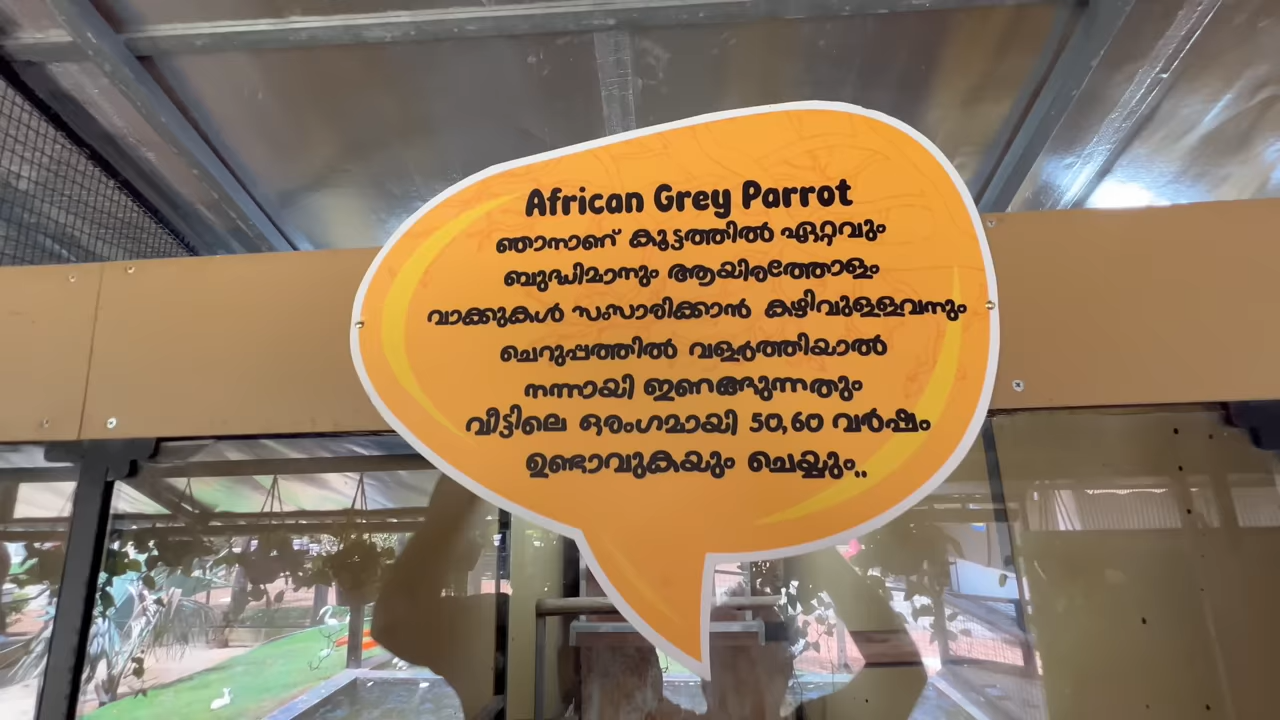 African Grey Parrot
ഞാനാണ് കൂട്ടത്തിൽ ഏറ്റവും
ബുദ്ധിമാനും ആയിരത്തോളം
വാക്കുകൾ സംസാരിക്കാൻ കഴിവുള്ളവനും
ചെറുപ്പത്തിൽ വളർത്തിയാൽ
നന്നായി ഇണങ്ങുന്നതും
വീട്ടിലെ ഒരംഗമായി 50,60 വർഷം
ഉണ്ടാവുകയും ചെയ്യും..